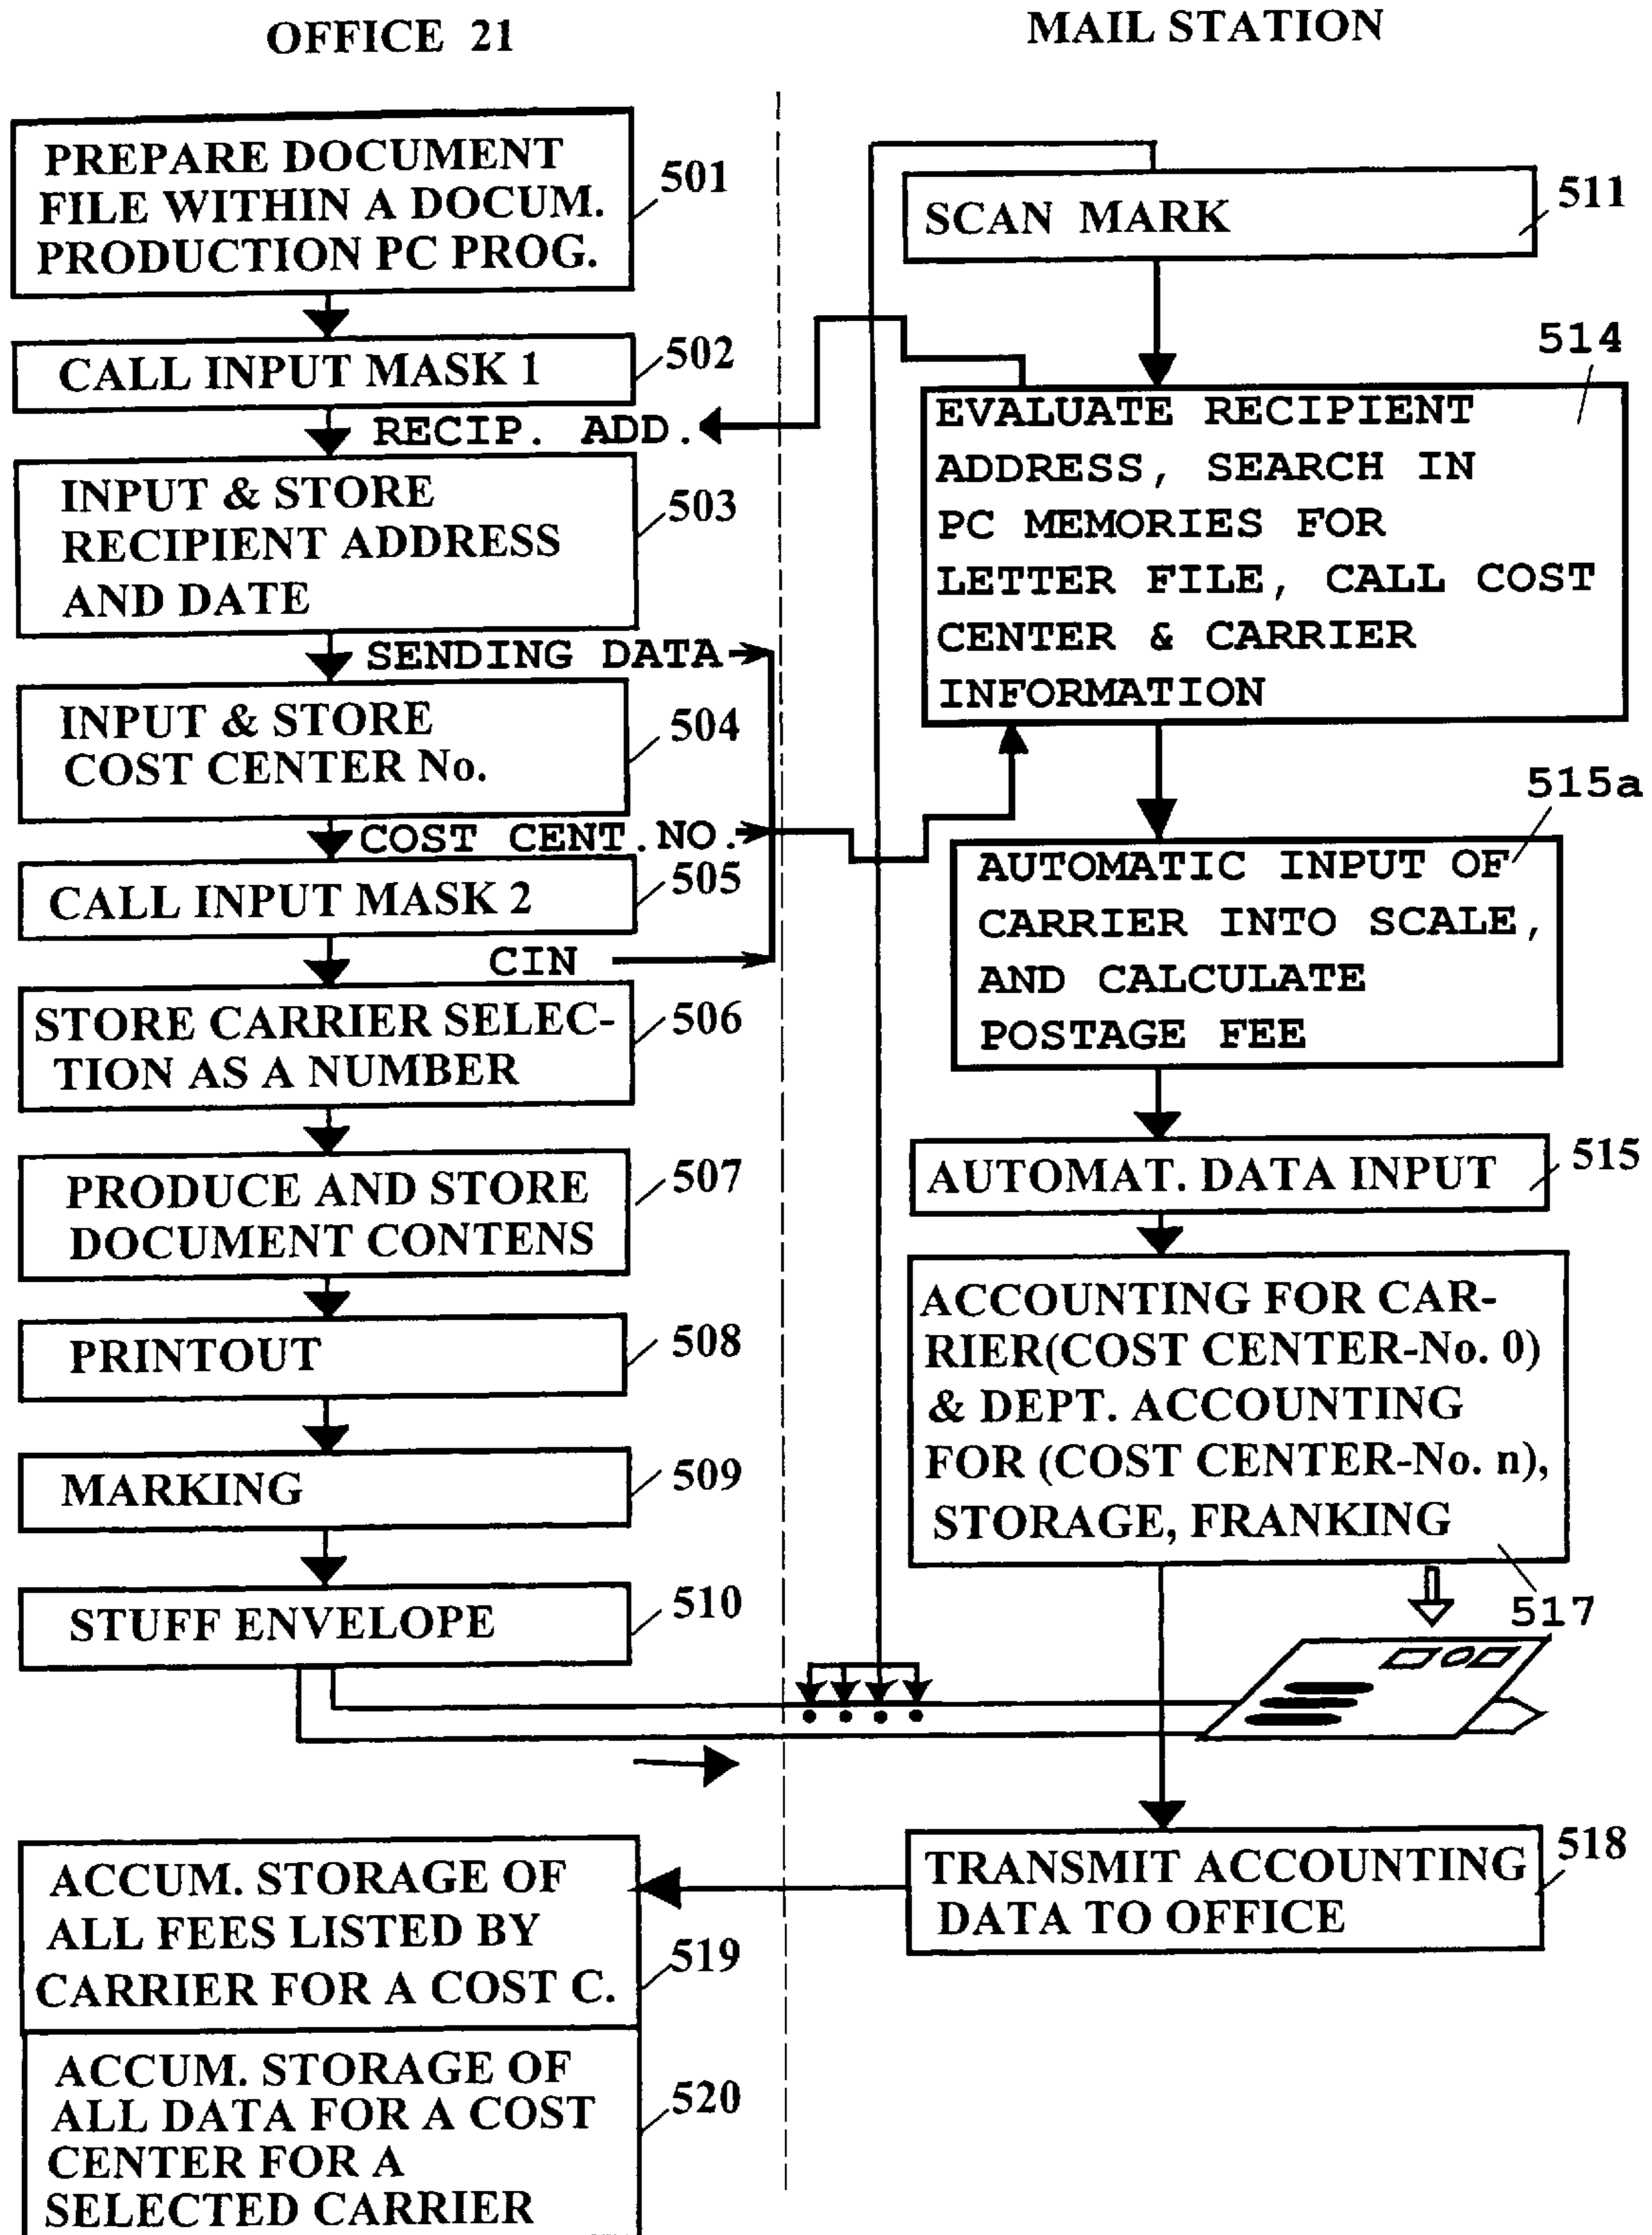 OFFICE 21
PREPARE DOCUMENT
FILE WITHIN A DOCUM.
PRODUCTION PC PROG.
501
CALL INPUT MASK 1
502
RECIP. ADD.
INPUT & STORE
RECIPIENT ADDRESS
AND DATE
503
SENDING DATA
INPUT & STORE
COST CENTER No.
504
COST CENT.NO.
CALL INPUT MASK 2
505
CIN
STORE CARRIER SELEC-
TION AS A NUMBER
506
PRODUCE AND STORE
DOCUMENT CONTENS
507
PRINTOUT
508
MARKING
509
STUFF ENVELOPE
510
MAIL STATION
SCAN MARK
511
514
EVALUATE RECIPIENT
ADDRESS, SEARCH IN
PC MEMORIES FOR
LETTER FILE, CALL COST
CENTER & CARRIER
INFORMATION
515a
AUTOMATIC INPUT OF
CARRIER INTO SCALE,
AND CALCULATE
POSTAGE FEE
AUTOMAT. DATA INPUT
515
ACCOUNTING FOR CAR-
RIER(COST CENTER-No. 0)
& DEPT. ACCOUNTING
FOR (COST CENTER-No. n),
STORAGE, FRANKING
517
TRANSMIT ACCOUNTING
DATA TO OFFICE
518
ACCUM. STORAGE OF
ALL FEES LISTED BY
CARRIER FOR A COST C.
519
ACCUM. STORAGE OF
ALL DATA FOR A COST
CENTER FOR A
SELECTED CARRIER
520